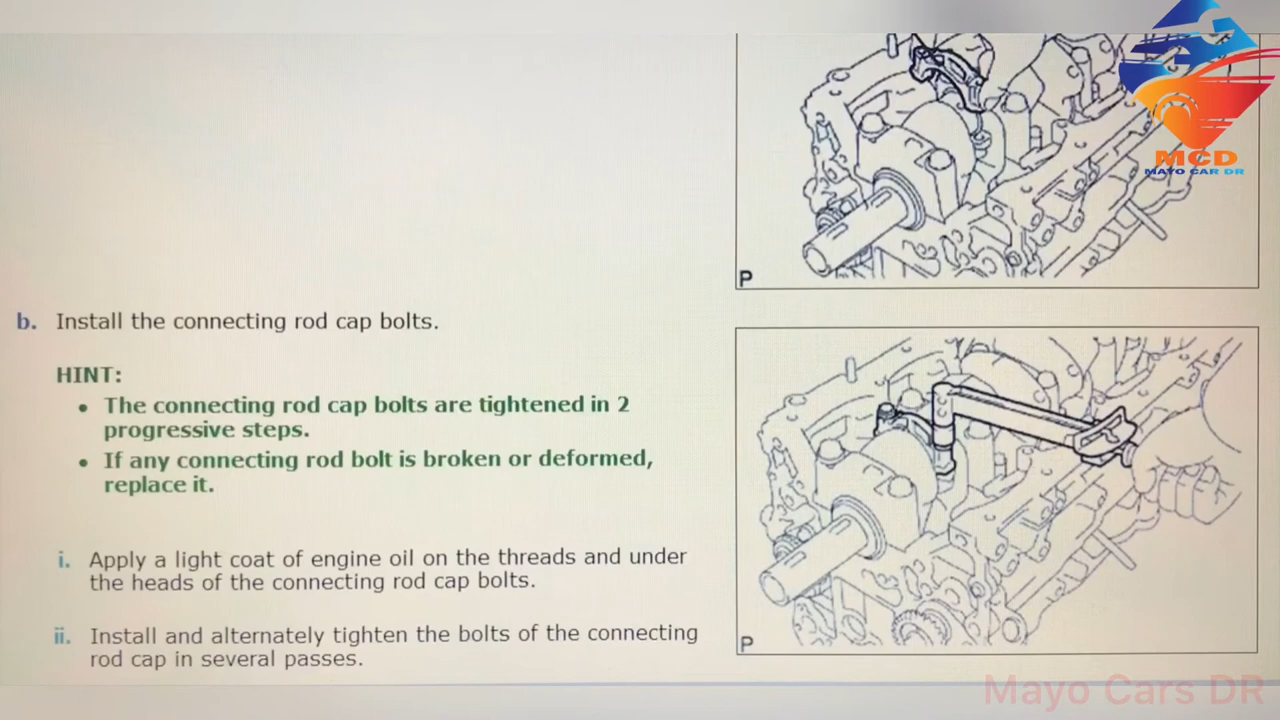 MCD
MAYO CAR DR
P
b. Install the connecting rod cap bolts.
HINT:
• The connecting rod cap bolts are tightened in 2
progressive steps.
• If any connecting rod bolt is broken or deformed,
replace it.
i. Apply a light coat of engine oil on the threads and under
the heads of the connecting rod cap bolts.
ii. Install and alternately tighten the bolts of the connecting
rod cap in several passes.
P
Mayo Cars DR